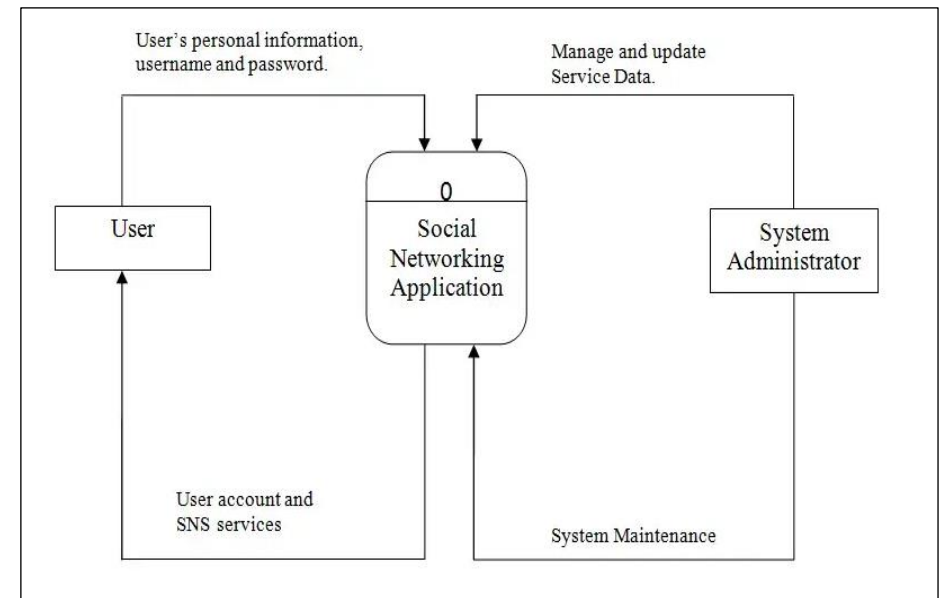 User’s personal information,
username and password.
Manage and update
Service Data.
0
User
Social
Networking
Application
System
Administrator
User account and
SNS services
System Maintenance